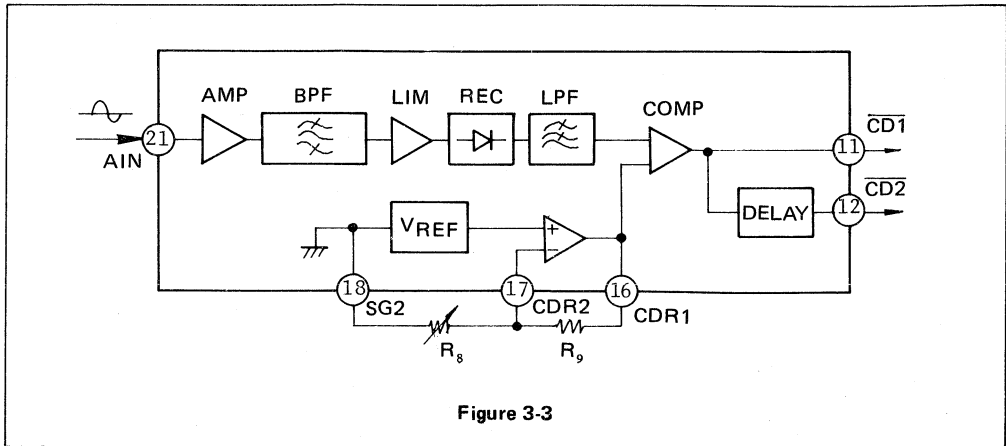 AMP BPF LIM REC LPF COMP
21
AIN
11
CD1
12
CD2
DELAY
VREF
+
−
18
SG2
17
CDR2
16
CDR1
R8
R9
Figure 3-3